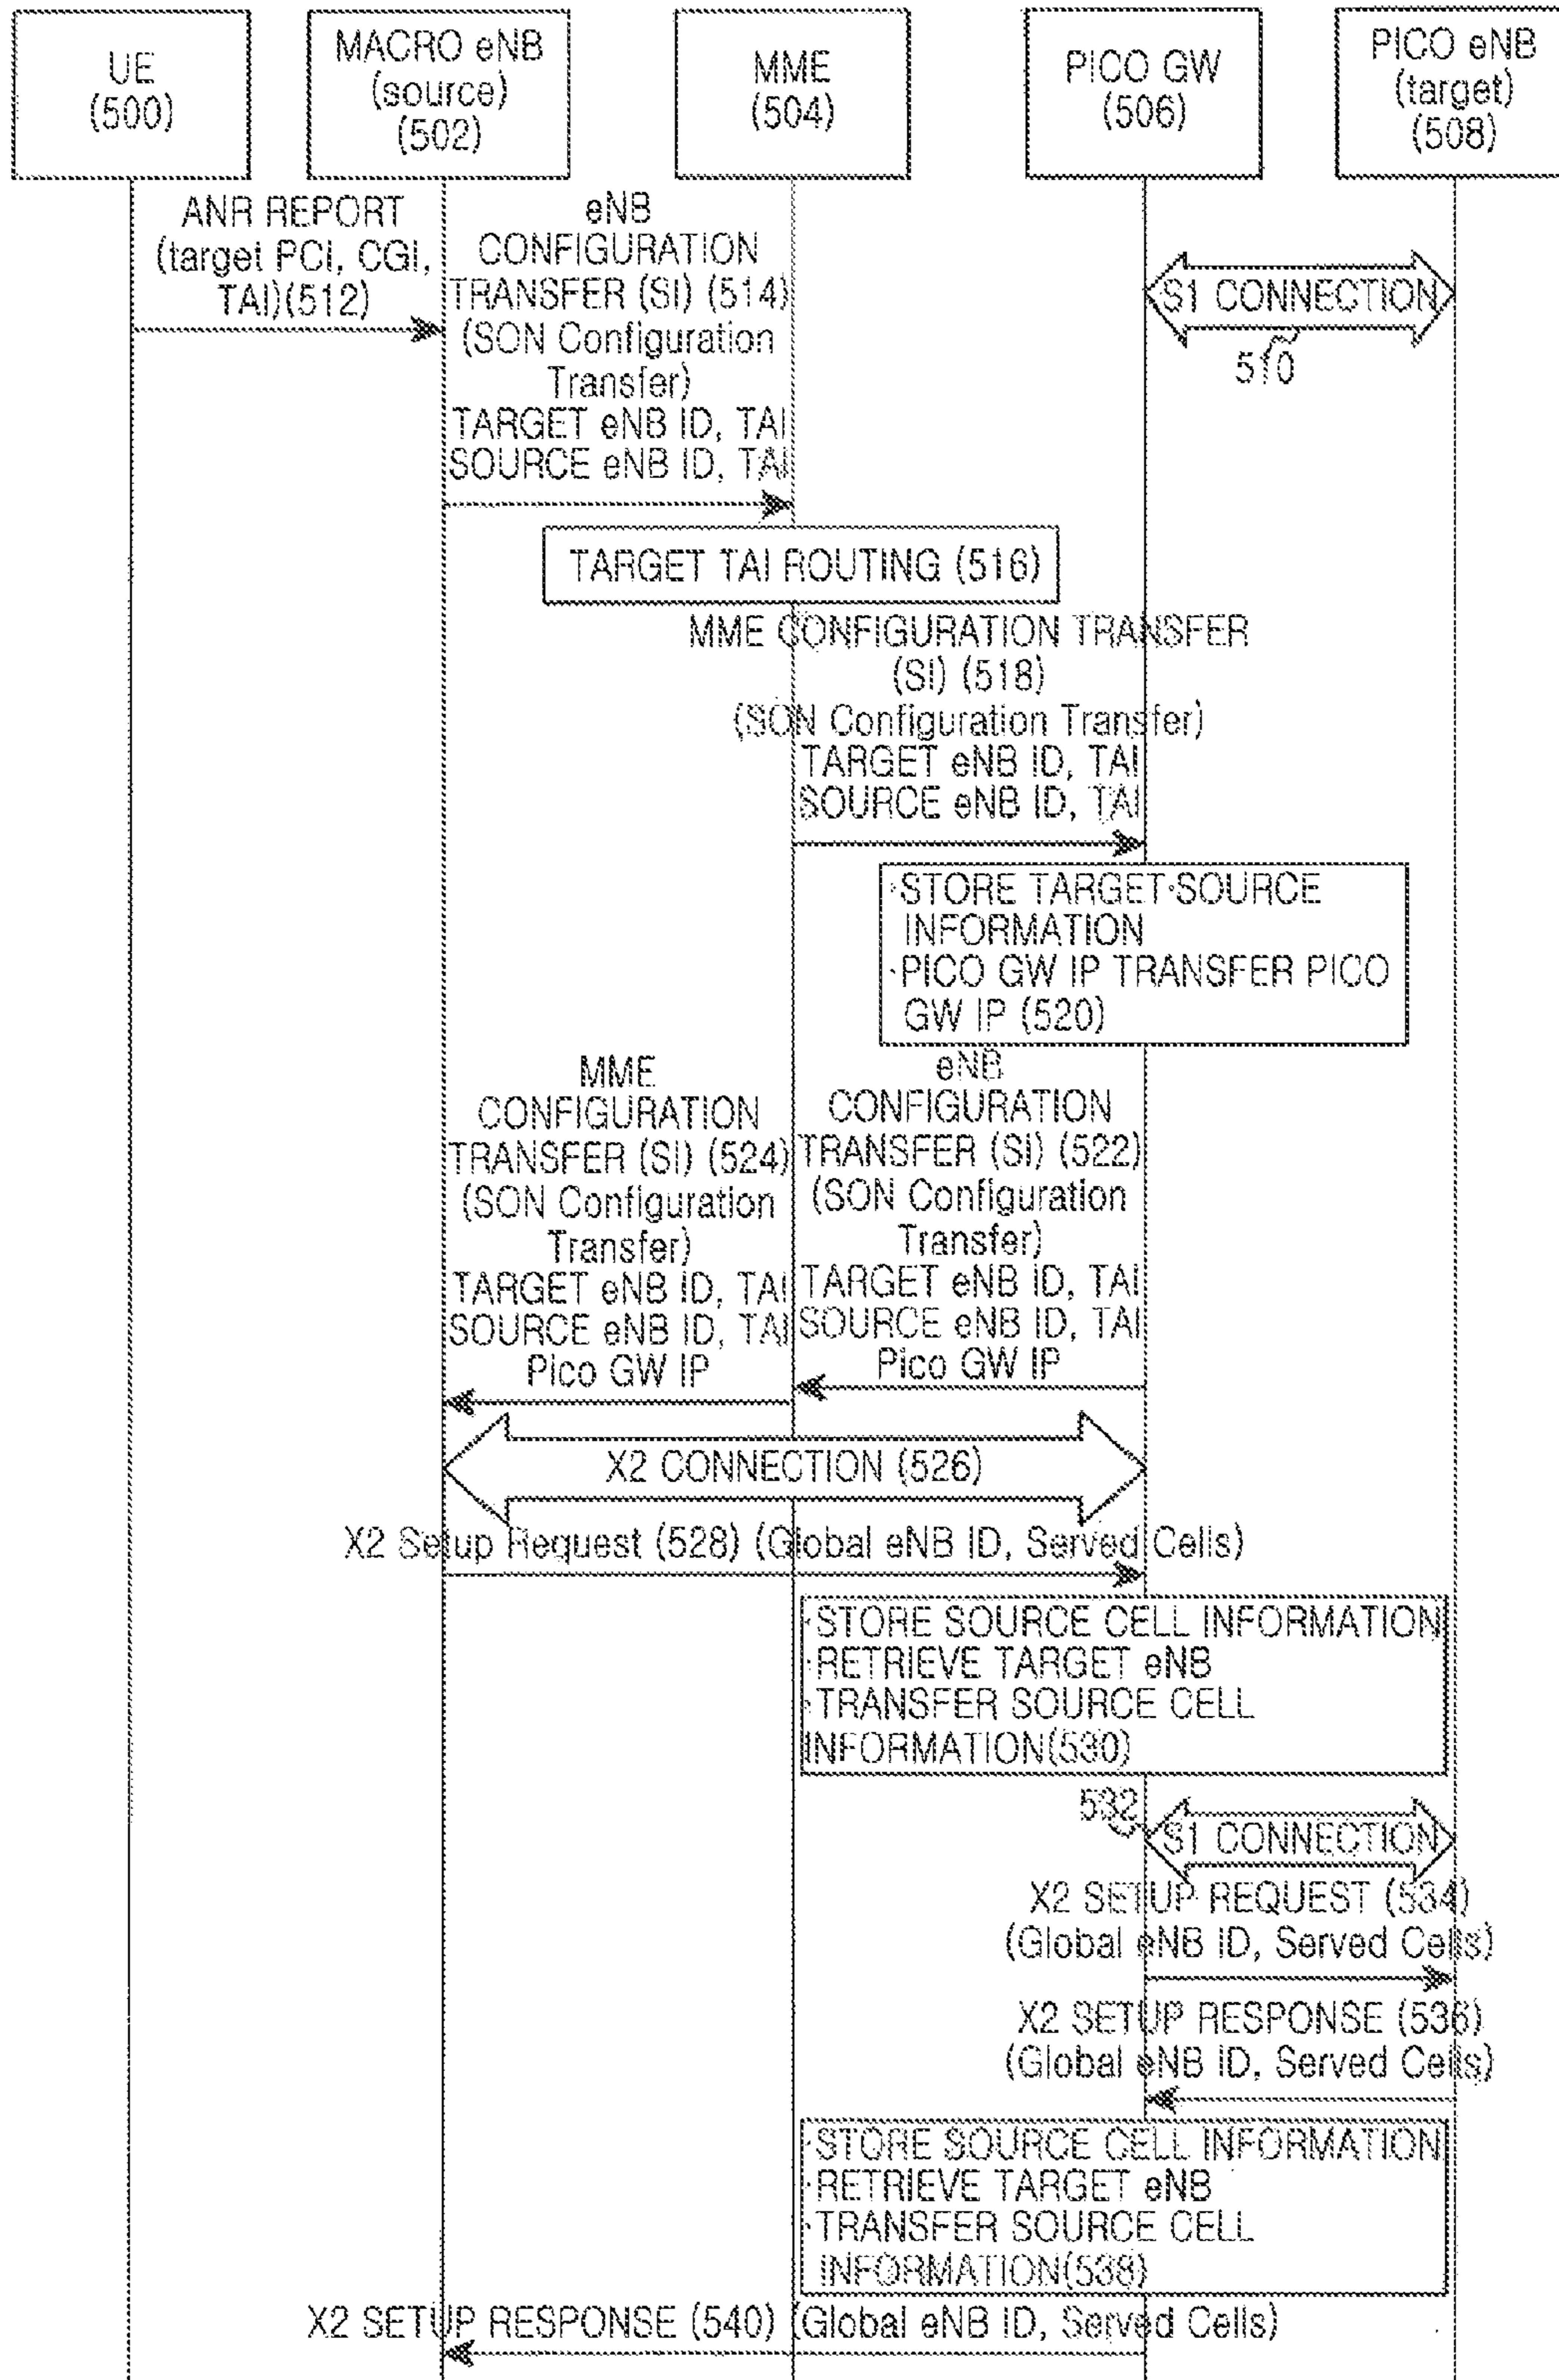 UE
(500)
MACRO eNB
(source)
(502)
MME
(504)
PICO GW
(506)
PICO eNB
(target)
(508)
ANR REPORT
(target PCI, CGI,
TAI)(512)
eNB
CONFIGURATION
TRANSFER (SI) (514)
(SON Configuration
Transfer)
TARGET eNB ID, TAI
SOURCE eNB ID, TAI
S1 CONNECTION
510
TARGET TAI ROUTING (516)
MME CONFIGURATION TRANSFER
(SI) (518)
(SON Configuration Transfer)
TARGET eNB ID, TAI
SOURCE eNB ID, TAI
·STORE TARGET·SOURCE
INFORMATION
·PICO GW IP TRANSFER PICO
GW IP (520)
MME
CONFIGURATION
TRANSFER (SI) (524)
(SON Configuration
Transfer)
TARGET eNB ID, TAI
SOURCE eNB ID, TAI
Pico GW IP
eNB
CONFIGURATION
TRANSFER (SI) (522)
(SON Configuration
Transfer)
TARGET eNB ID, TAI
SOURCE eNB ID, TAI
Pico GW IP
X2 CONNECTION (526)
X2 Setup Request (528) (Global eNB ID, Served Cells)
·STORE SOURCE CELL INFORMATION
·RETRIEVE TARGET eNB
·TRANSFER SOURCE CELL
INFORMATION(530)
532
S1 CONNECTION
X2 SETUP REQUEST (534)
(Global eNB ID, Served Cells)
X2 SETUP RESPONSE (536)
(Global eNB ID, Served Cells)
·STORE SOURCE CELL INFORMATION
·RETRIEVE TARGET eNB
·TRANSFER SOURCE CELL
INFORMATION(538)
X2 SETUP RESPONSE (540) (Global eNB ID, Served Cells)